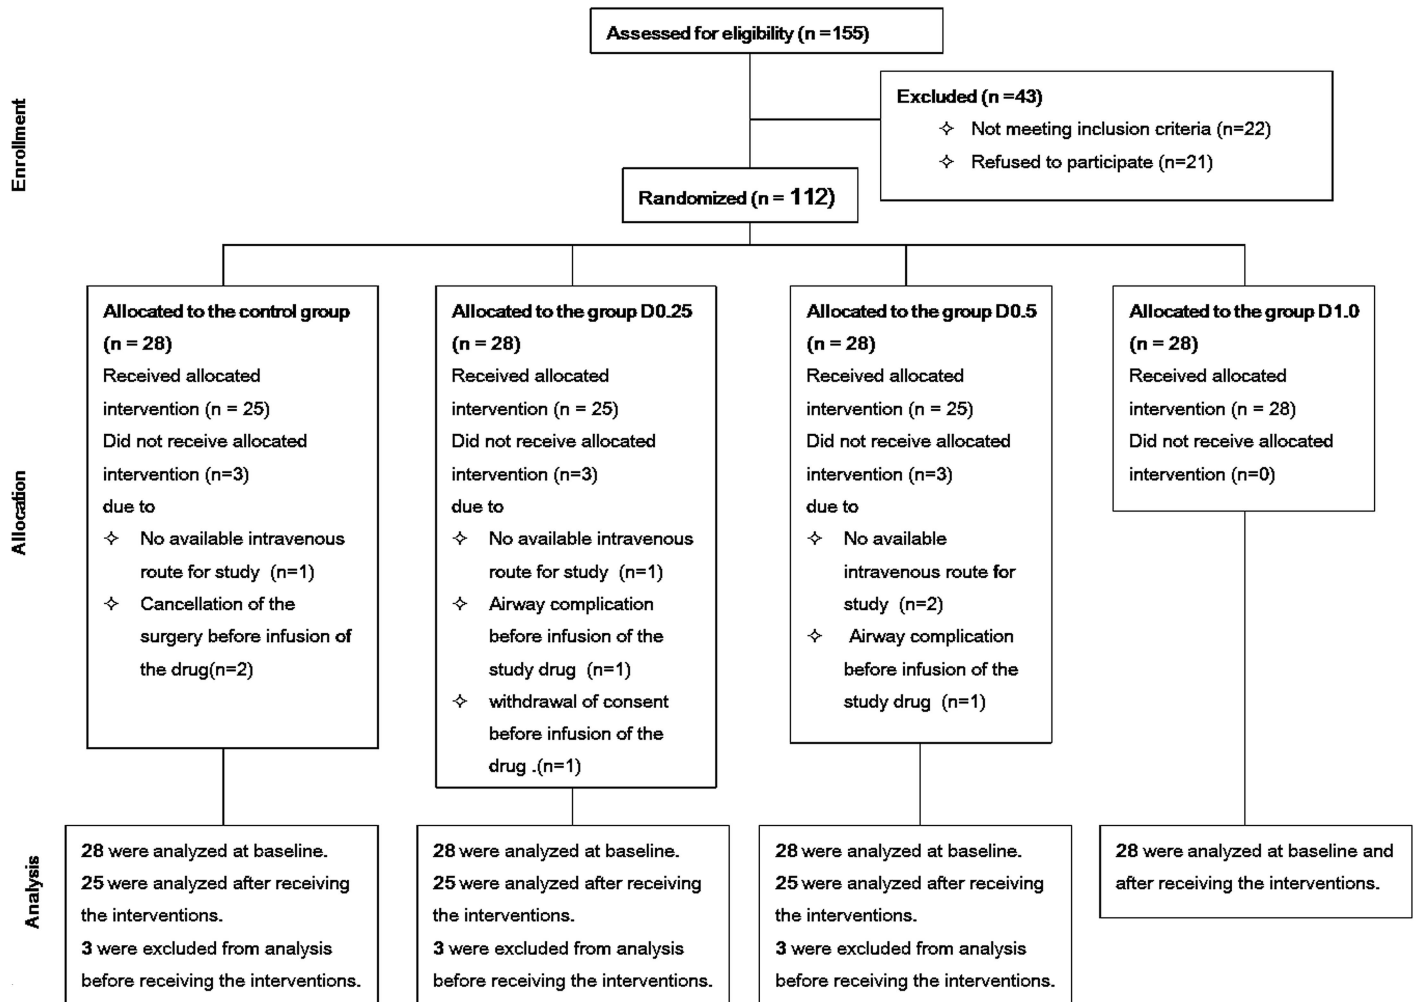 Assessed for eligibility (n =155)
Enrollment
Excluded (n =43)
✧ Not meeting inclusion criteria (n=22)
✧ Refused to participate (n=21)
Randomized (n = 112)
Allocation
Allocated to the control group
(n = 28)
Received allocated
intervention (n = 25)
Did not receive allocated
intervention (n=3)
due to
✧ No available intravenous
route for study (n=1)
✧ Cancellation of the
surgery before infusion of
the drug(n=2)
Allocated to the group D0.25
(n = 28)
Received allocated
intervention (n = 25)
Did not receive allocated
intervention (n=3)
due to
✧ No available intravenous
route for study (n=1)
✧ Airway complication
before infusion of the
study drug (n=1)
✧ withdrawal of consent
before infusion of the
drug .(n=1)
Allocated to the group D0.5
(n = 28)
Received allocated
intervention (n = 25)
Did not receive allocated
intervention (n=3)
due to
✧ No available
intravenous route for
study (n=2)
✧ Airway complication
before infusion of the
study drug (n=1)
Allocated to the group D1.0
(n = 28)
Received allocated
intervention (n = 28)
Did not receive allocated
intervention (n=0)
Analysis
28 were analyzed at baseline.
25 were analyzed after receiving
the interventions.
3 were excluded from analysis
before receiving the interventions.
28 were analyzed at baseline.
25 were analyzed after receiving
the interventions.
3 were excluded from analysis
before receiving the interventions.
28 were analyzed at baseline.
25 were analyzed after receiving
the interventions.
3 were excluded from analysis
before receiving the interventions.
28 were analyzed at baseline and
after receiving the interventions.